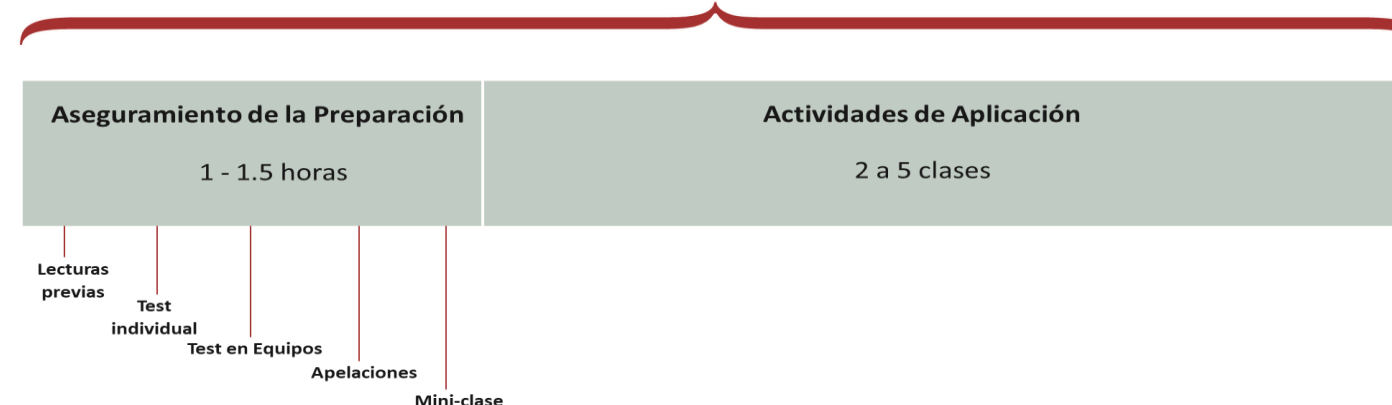 Aseguramiento de la Preparación
1 - 1.5 horas
Actividades de Aplicación
2 a 5 clases
Lecturas
previas
Test
individual
Test en Equipos
Apelaciones
Mini-clase